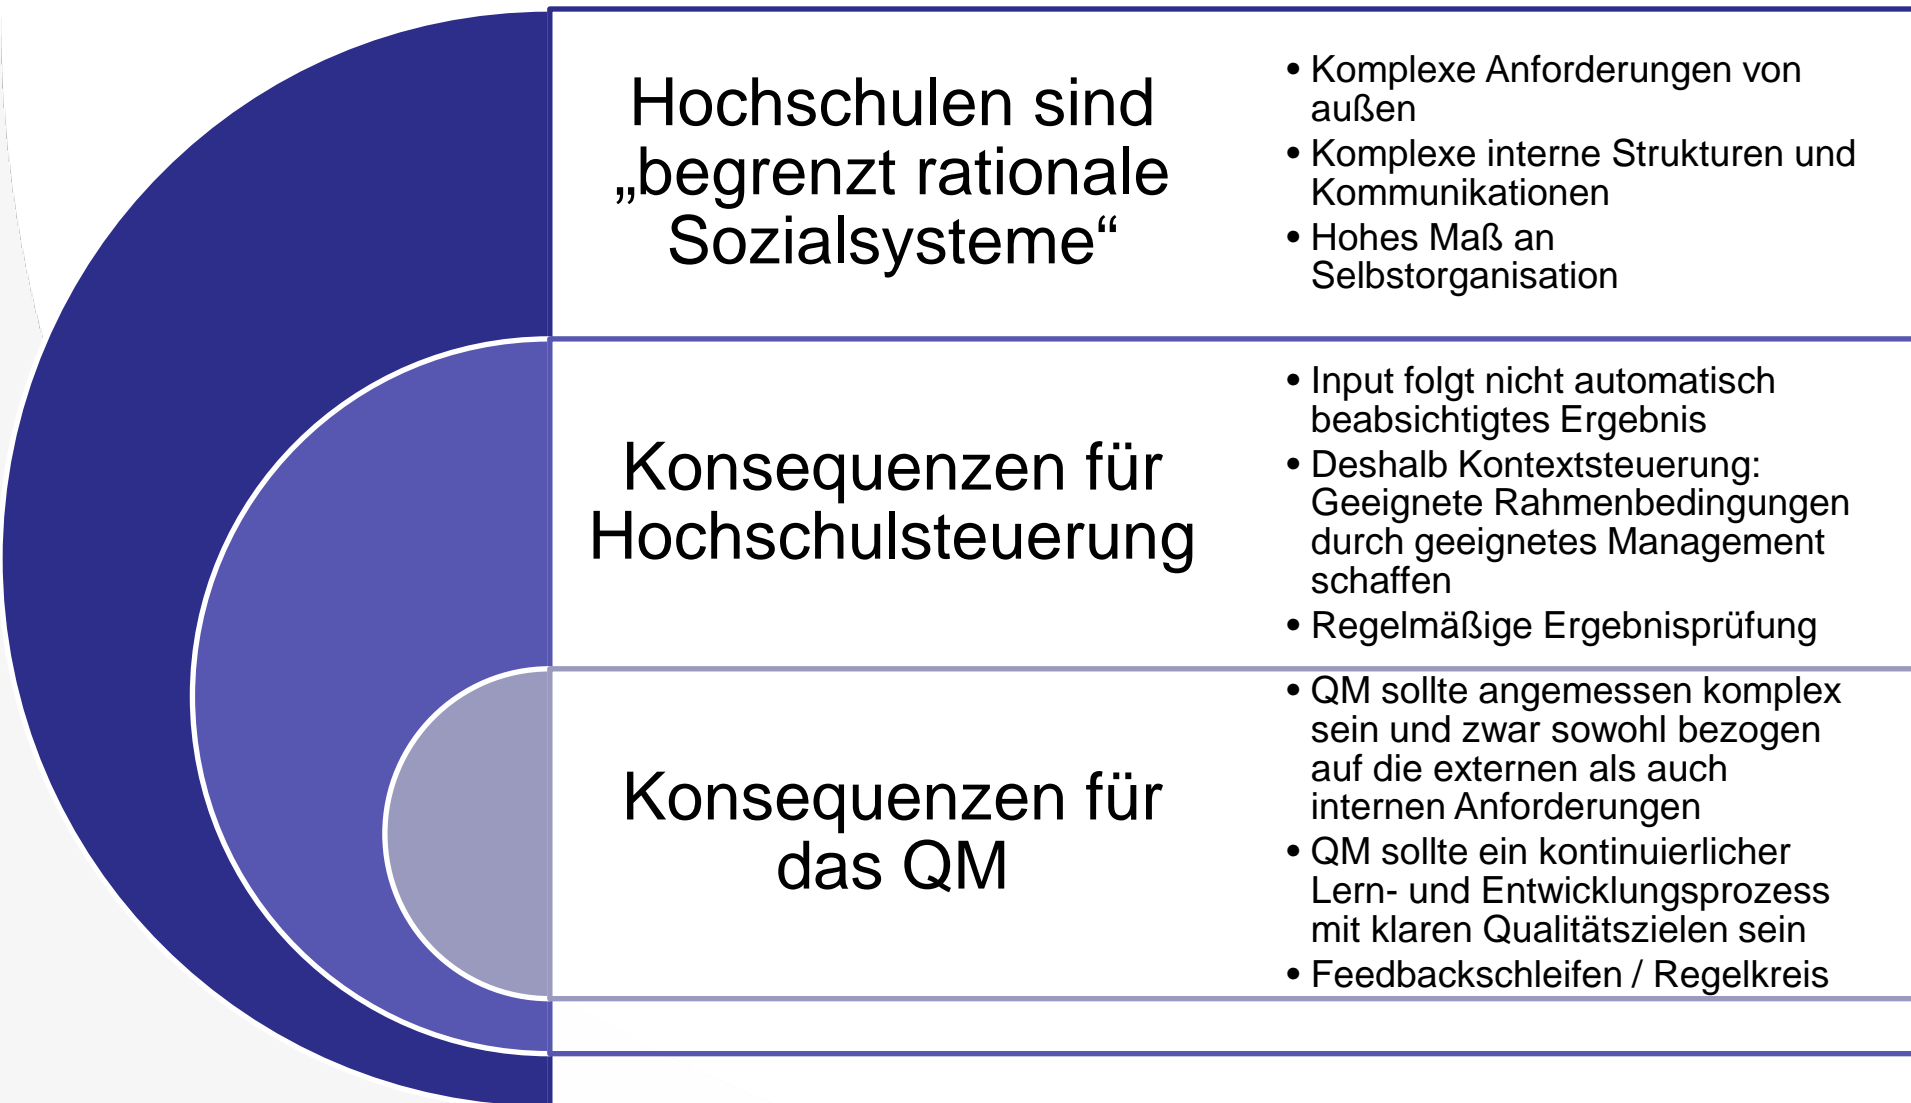 Hochschulen sind
„begrenzt rationale
Sozialsysteme“
• Komplexe Anforderungen von
außen
• Komplexe interne Strukturen und
Kommunikationen
• Hohes Maß an
Selbstorganisation
Konsequenzen für
Hochschulsteuerung
• Input folgt nicht automatisch
beabsichtigtes Ergebnis
• Deshalb Kontextsteuerung:
Geeignete Rahmenbedingungen
durch geeignetes Management
schaffen
• Regelmäßige Ergebnisprüfung
Konsequenzen für
das QM
• QM sollte angemessen komplex
sein und zwar sowohl bezogen
auf die externen als auch
internen Anforderungen
• QM sollte ein kontinuierlicher
Lern- und Entwicklungsprozess
mit klaren Qualitätszielen sein
• Feedbackschleifen / Regelkreis